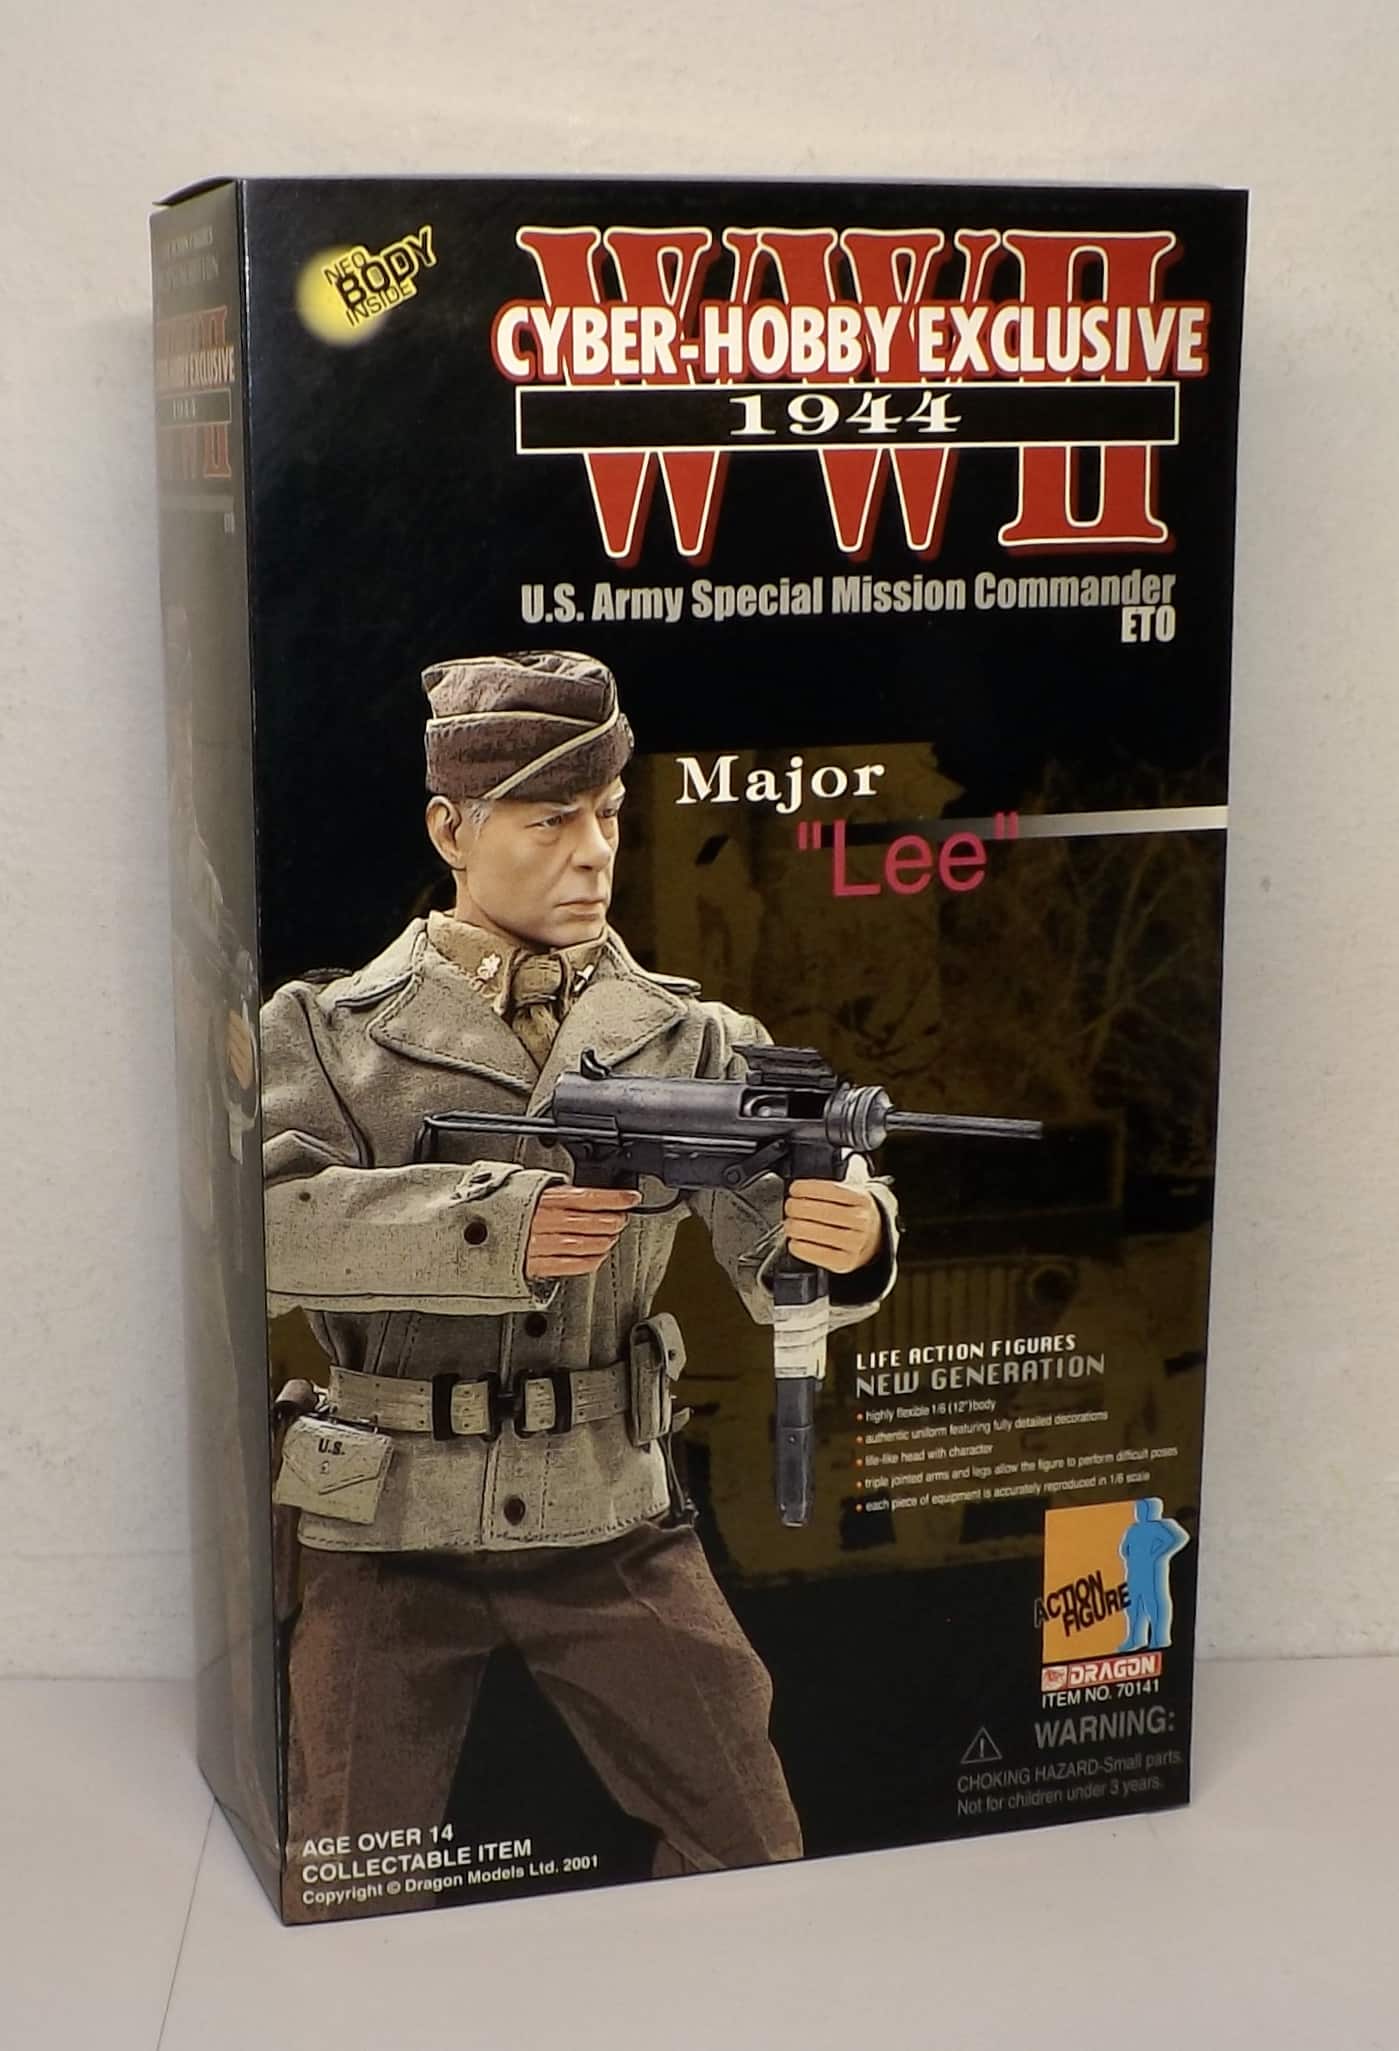 NEO
BODY
INSIDE
WWII
CYBER-HOBBY EXCLUSIVE
1944
U.S. Army Special Mission Commander
ETO
Major
"Lee"
U.S.
LIFE ACTION FIGURES
NEW GENERATION
• highly flexible 1/6 (12") body
• authentic uniform featuring fully detailed decorations
• life-like head with character
• triple jointed arms and legs allow the figure to perform difficult poses
• each piece of equipment is accurately reproduced in 1/6 scale
ACTION
FIGURE
DRAGON
ITEM NO. 70141
WARNING:
CHOKING HAZARD-Small parts.
Not for children under 3 years.
AGE OVER 14
COLLECTABLE ITEM
Copyright © Dragon Models Ltd. 2001
EXCLUSIVE
1944